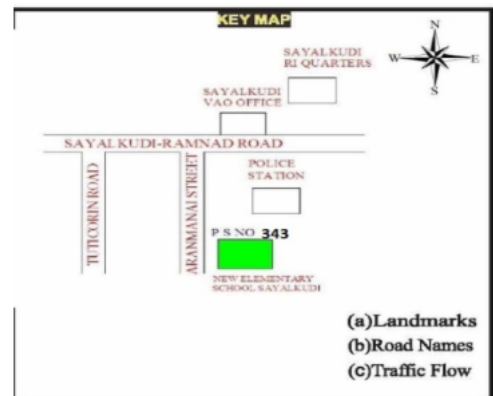 KEY MAP
N
W
E
S
SAYALKUDI
RI QUARTERS
SAYALKUDI
VAO OFFICE
SAYALKUDI-RAMNAD ROAD
TUTICORIN ROAD
ARANMANAI STREET
POLICE
STATION
P S NO 343
NEW ELEMENTARY
SCHOOL SAYALKUDI
(a)Landmarks
(b)Road Names
(c)Traffic Flow